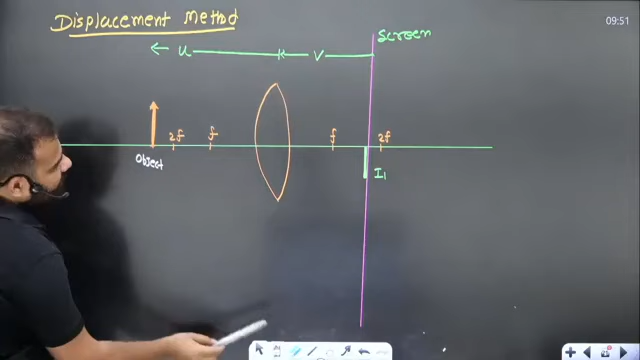 Displacement Method
09:51
u
v
Screen
2f
f
f
2f
Object
I1